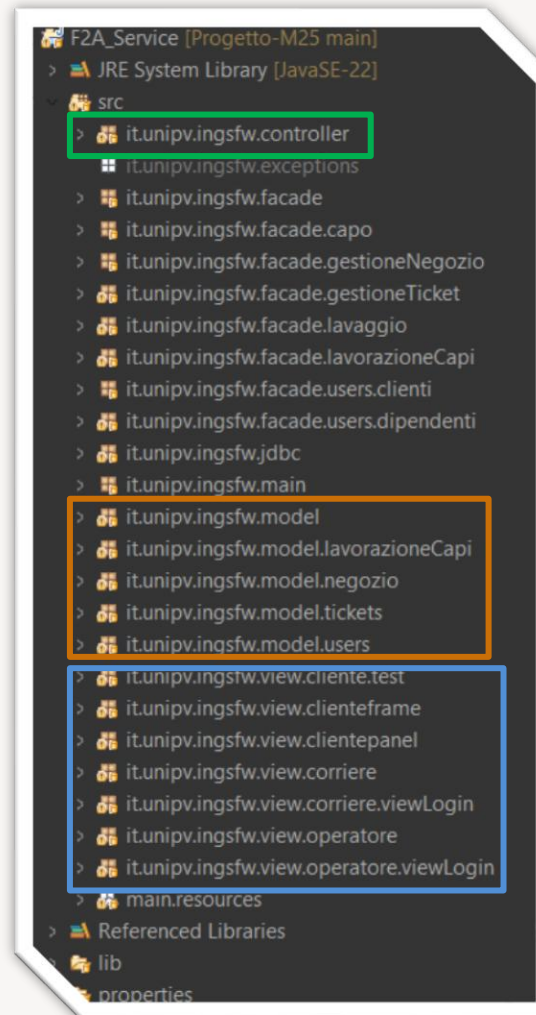 F2A_Service [Progetto-M25 main]
JRE System Library [JavaSE-22]
src
it.unipv.ingsfw.controller
it.unipv.ingsfw.exceptions
it.unipv.ingsfw.facade
it.unipv.ingsfw.facade.capo
it.unipv.ingsfw.facade.gestioneNegozio
it.unipv.ingsfw.facade.gestioneTicket
it.unipv.ingsfw.facade.lavaggio
it.unipv.ingsfw.facade.lavorazioneCapi
it.unipv.ingsfw.facade.users.clienti
it.unipv.ingsfw.facade.users.dipendenti
it.unipv.ingsfw.jdbc
it.unipv.ingsfw.main
it.unipv.ingsfw.model
it.unipv.ingsfw.model.lavorazioneCapi
it.unipv.ingsfw.model.negozio
it.unipv.ingsfw.model.tickets
it.unipv.ingsfw.model.users
it.unipv.ingsfw.view.cliente.test
it.unipv.ingsfw.view.clienteframe
it.unipv.ingsfw.view.clientepanel
it.unipv.ingsfw.view.corriere
it.unipv.ingsfw.view.corriere.viewLogin
it.unipv.ingsfw.view.operatore
it.unipv.ingsfw.view.operatore.viewLogin
main.resources
Referenced Libraries
lib
properties